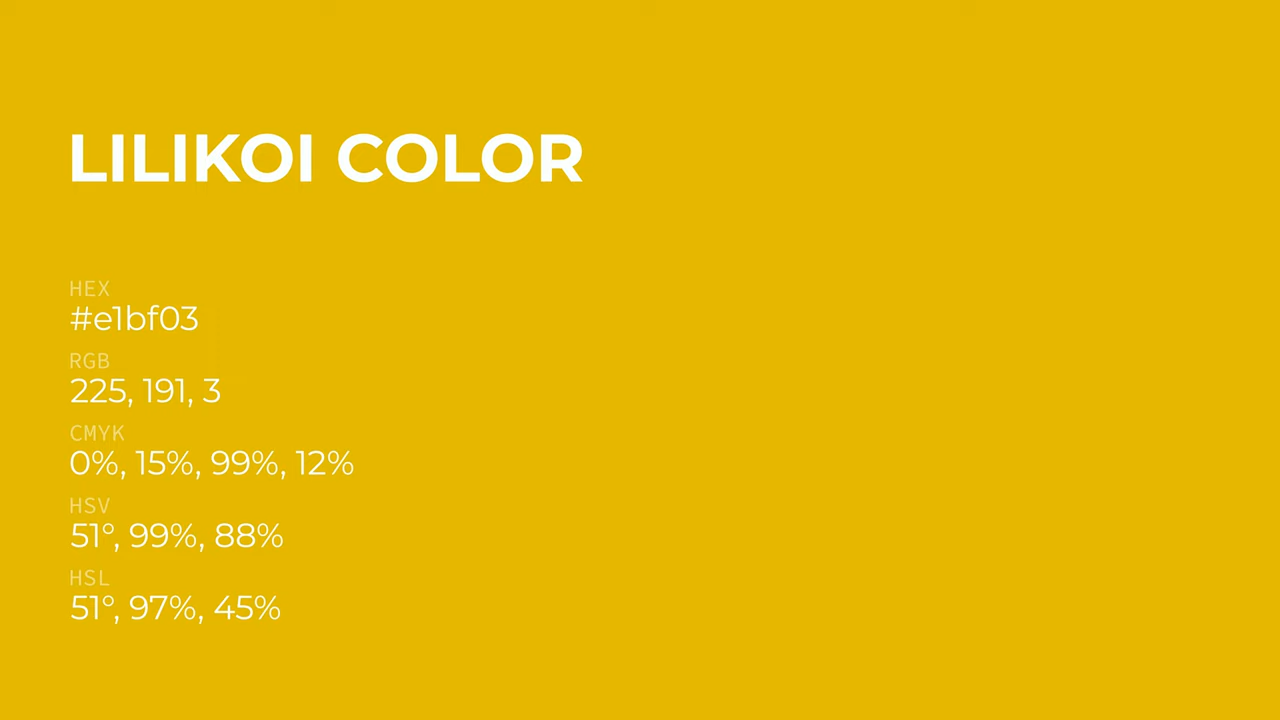 LILIKOI COLOR
HEX
#e1bf03
RGB
225, 191, 3
CMYK
0%, 15%, 99%, 12%
HSV
51°, 99%, 88%
HSL
51°, 97%, 45%